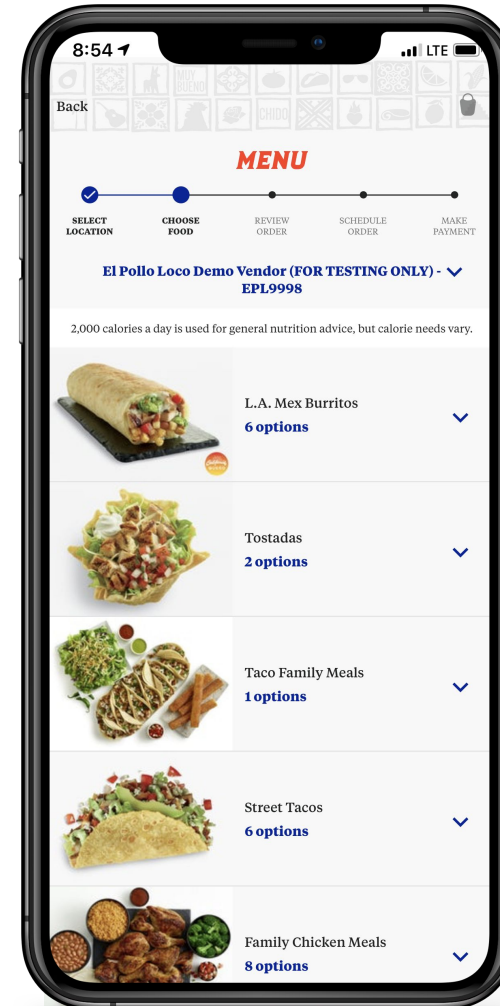 8:54
LTE
MUY
BUENO
CHIDO
Back
MENU
SELECT
LOCATION
CHOOSE
FOOD
REVIEW
ORDER
SCHEDULE
ORDER
MAKE
PAYMENT
El Pollo Loco Demo Vendor (FOR TESTING ONLY) -
EPL9998
2,000 calories a day is used for general nutrition advice, but calorie needs vary.
L.A. Mex Burritos
6 options
Tostadas
2 options
Taco Family Meals
1 options
Street Tacos
6 options
Family Chicken Meals
8 options